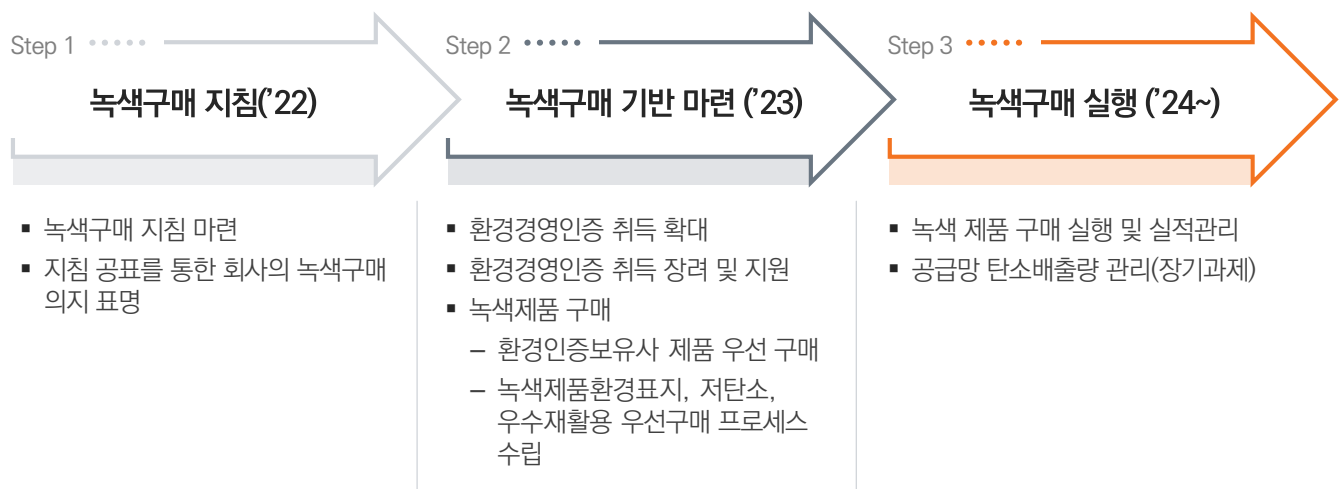 Step 1
녹색구매 지침(’22)
▪ 녹색구매 지침 마련
▪ 지침 공표를 통한 회사의 녹색구매
의지 표명
Step 2
녹색구매 기반 마련 (’23)
▪ 환경경영인증 취득 확대
▪ 환경경영인증 취득 장려 및 지원
▪ 녹색제품 구매
– 환경인증보유사 제품 우선 구매
– 녹색제품환경표지, 저탄소,
우수재활용 우선구매 프로세스
수립
Step 3
녹색구매 실행 (’24~)
▪ 녹색 제품 구매 실행 및 실적관리
▪ 공급망 탄소배출량 관리(장기과제)